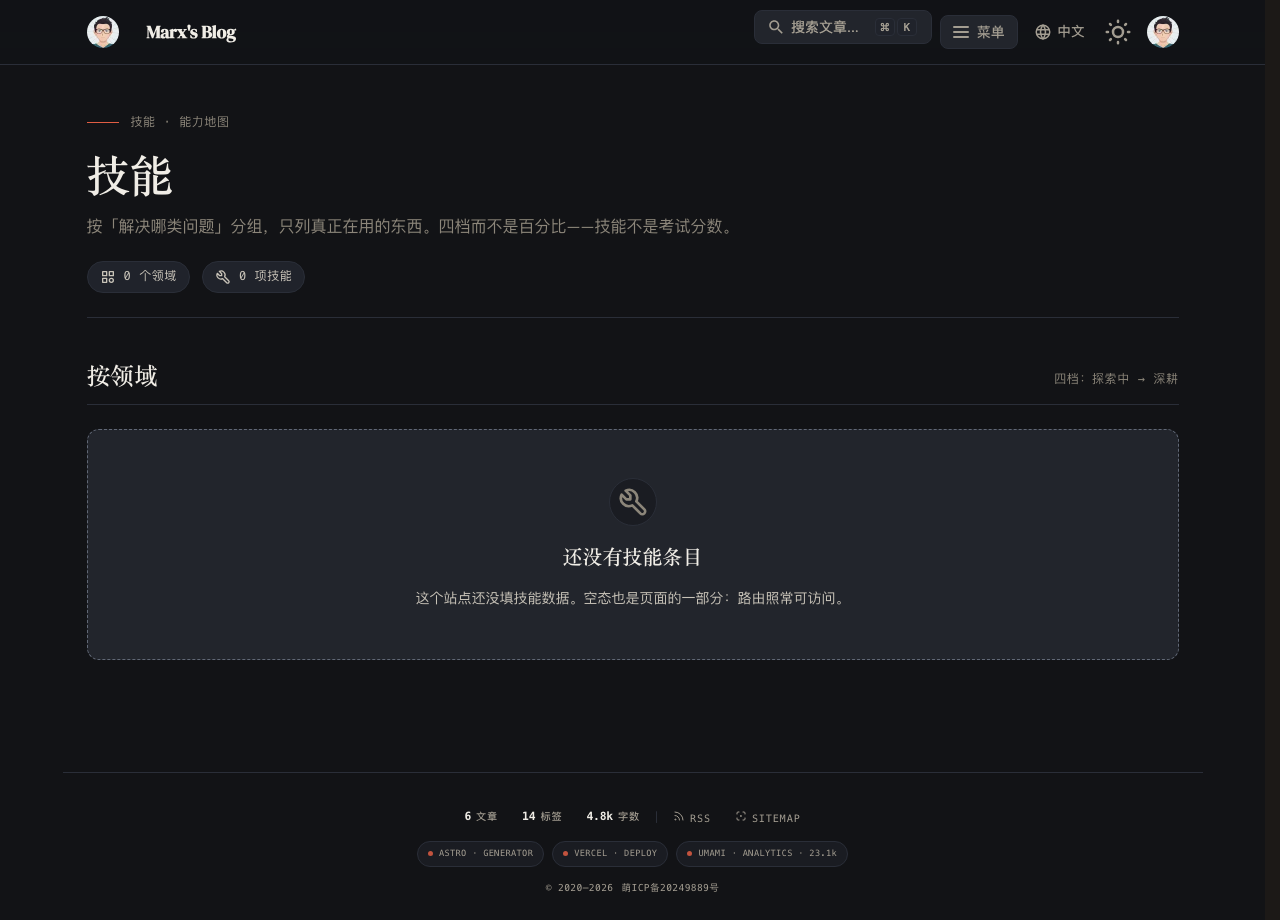 Marx's Blog
搜索文章... ⌘ K
菜单
中文
技能 · 能力地图
技能
按「解决哪类问题」分组，只列真正在用的东西。四档而不是百分比——技能不是考试分数。
0 个领域
0 项技能
按领域
四档：探索中 → 深耕
还没有技能条目
这个站点还没填技能数据。空态也是页面的一部分：路由照常可访问。
6 文章 14 标签 4.8k 字数 RSS SITEMAP
ASTRO · GENERATOR VERCEL · DEPLOY UMAMI · ANALYTICS · 23.1k
© 2020—2026 萌ICP备20249889号